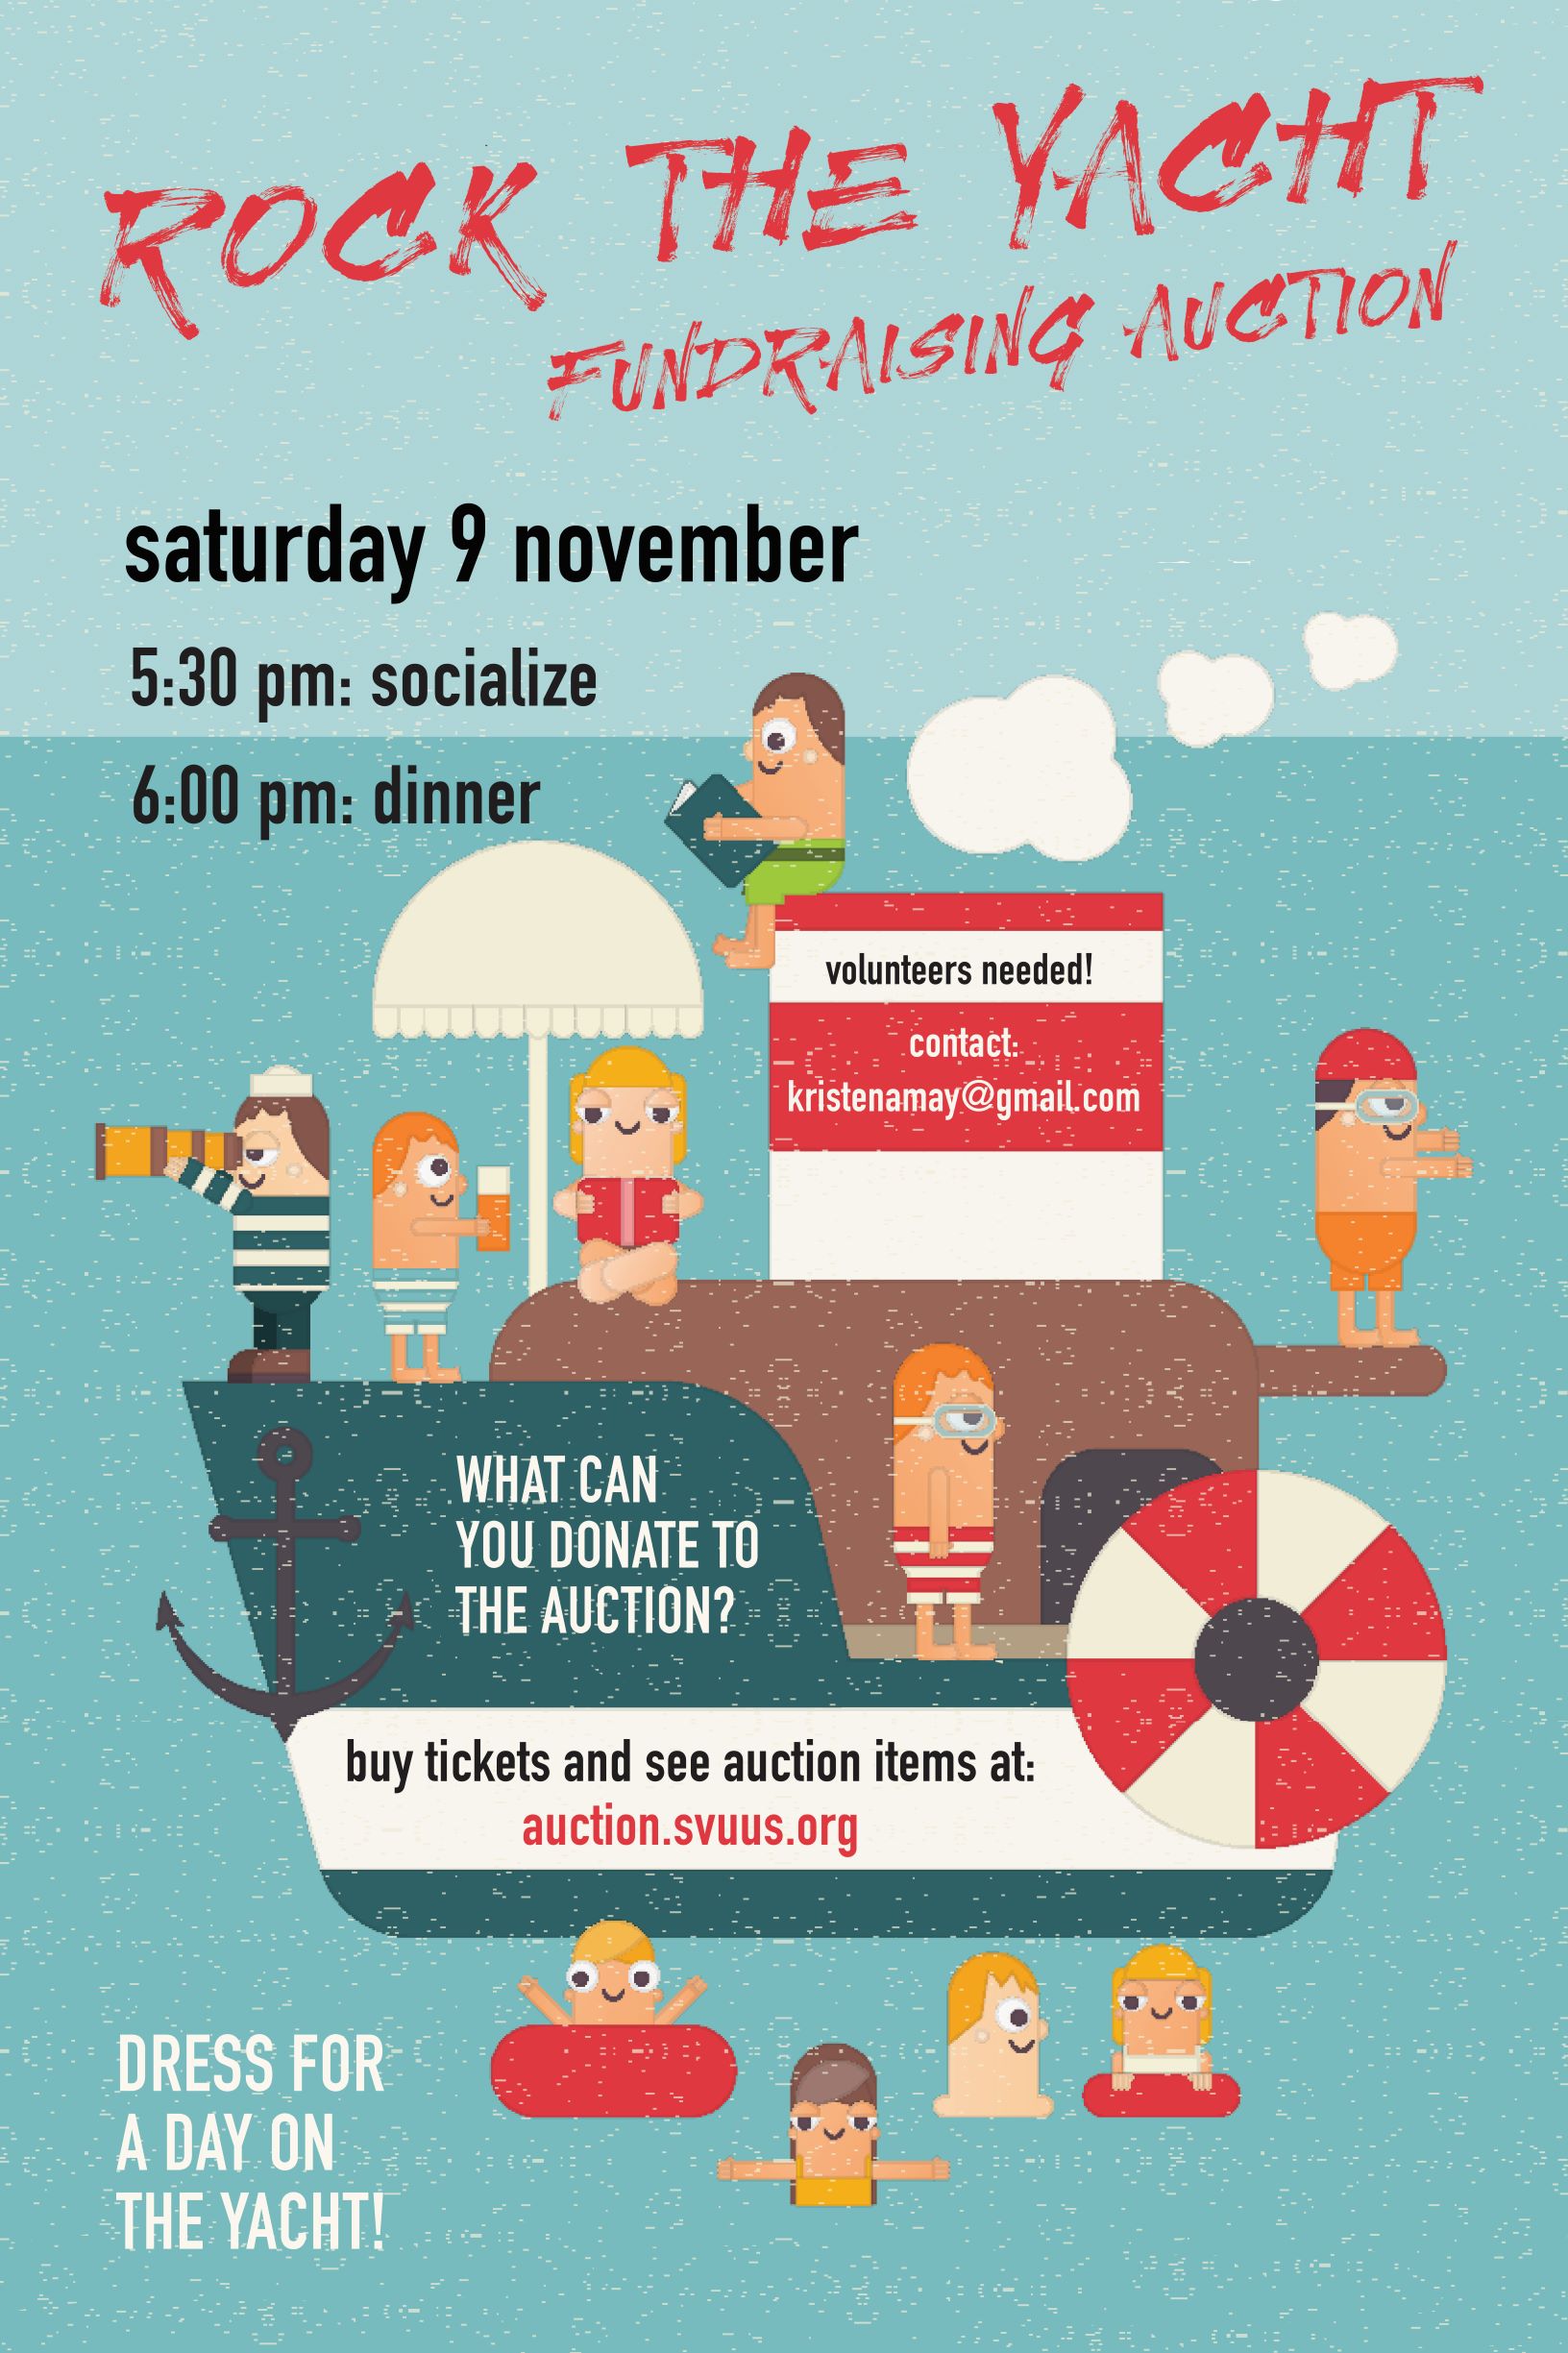 ROCK THE YACHT
FUNDRAISING AUCTION
saturday 9 november
5:30 pm: socialize
6:00 pm: dinner
volunteers needed!
contact:
kristenamay@gmail.com
WHAT CAN
YOU DONATE TO
THE AUCTION?
buy tickets and see auction items at:
auction.svuus.org
DRESS FOR
A DAY ON
THE YACHT!